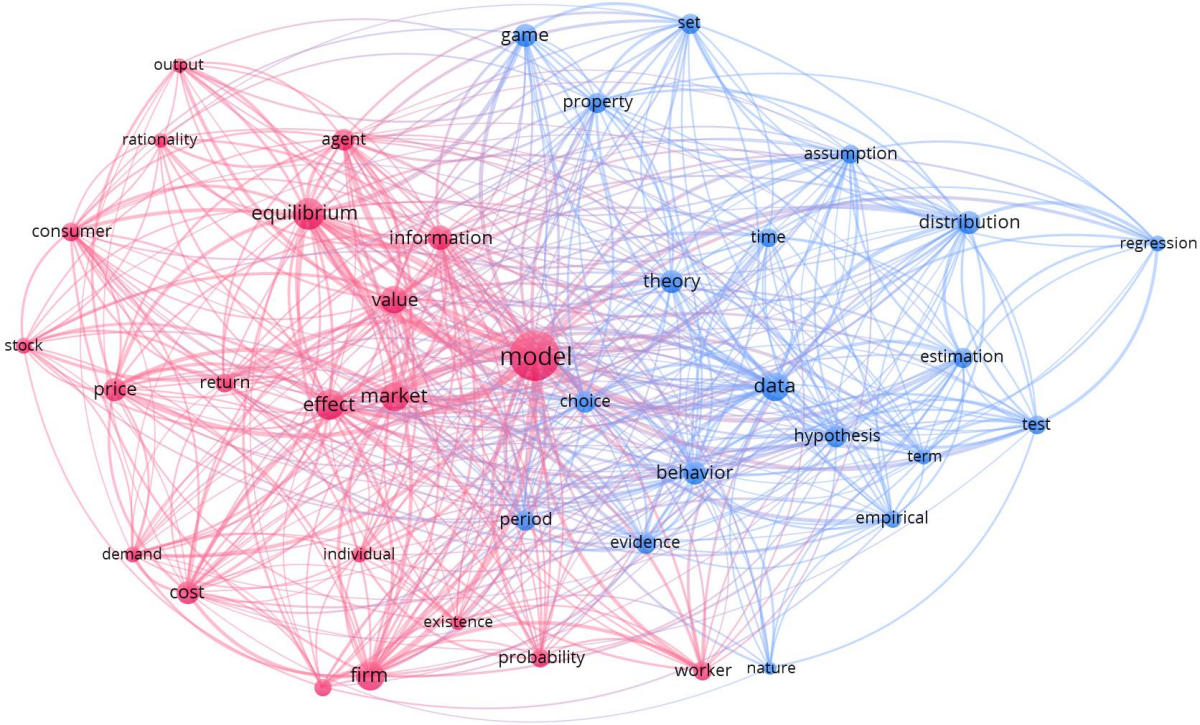 set
game
output
property
rationality
agent
assumption
equilibrium
distribution
consumer
information
time
regression
theory
value
stock
model
estimation
return
data
price
market
choice
effect
test
hypothesis
term
behavior
empirical
period
evidence
demand
individual
cost
existence
probability
nature
worker
firm